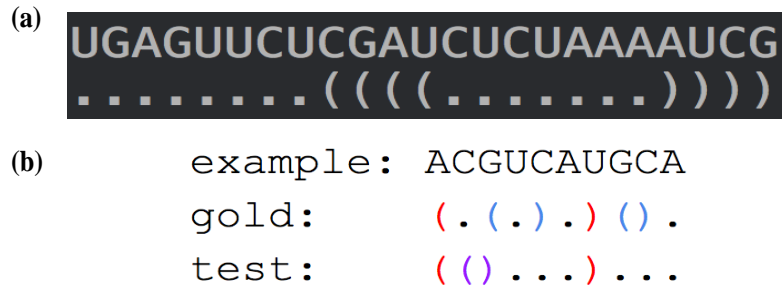 (a)
UGAGUUCUCGAUCUCUAAAAUCG
........((((.......))))
(b)
example: ACGUCAUGCA
gold: (.(.).)().
test: (()...)...